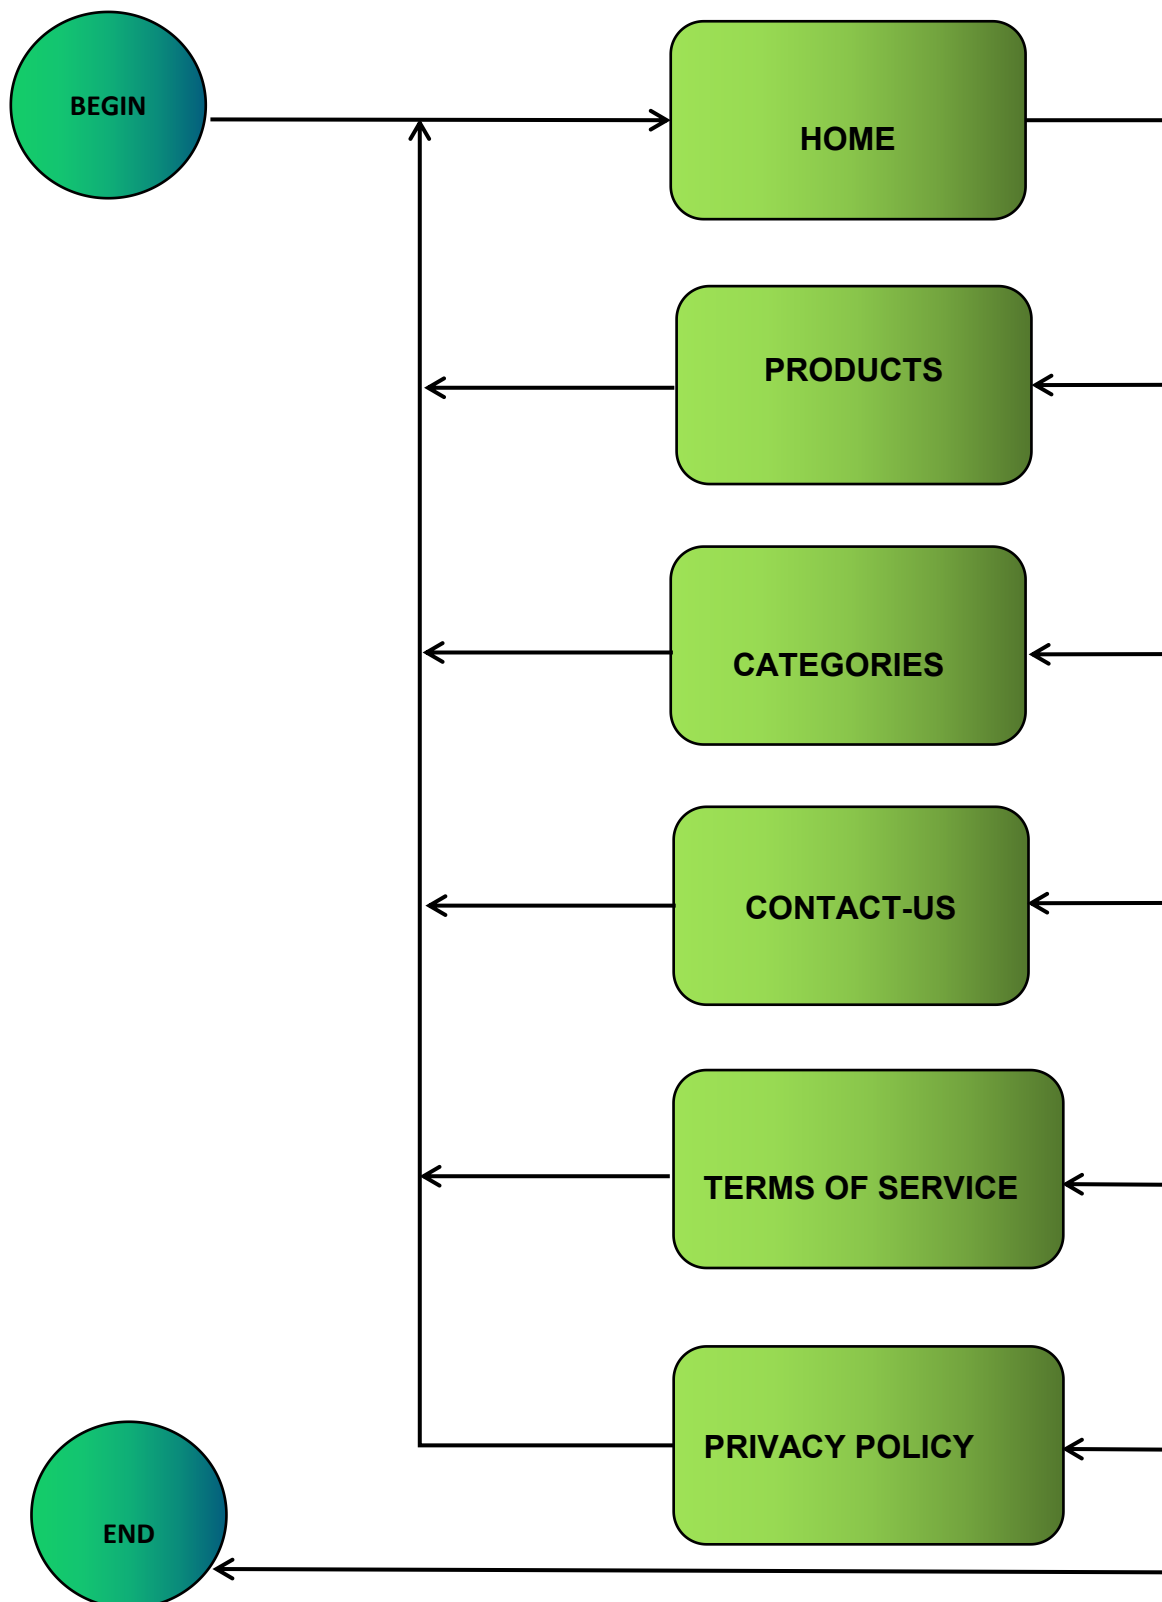 BEGIN
HOME
PRODUCTS
CATEGORIES
CONTACT-US
TERMS OF SERVICE
PRIVACY POLICY
END